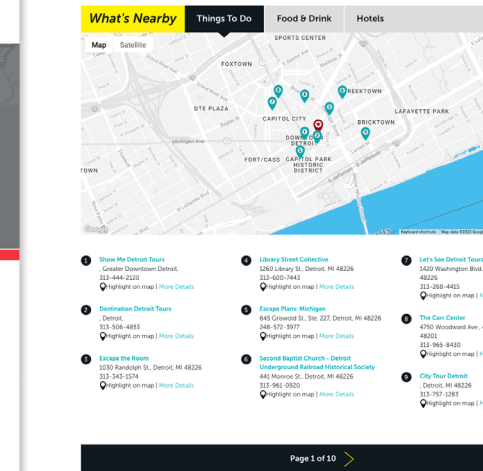 What's Nearby
Things To Do
Food & Drink
Hotels
Map
Satellite
SPORTS CENTER
FOXTOWN
GREEKTOWN
DTE PLAZA
CAPITOL CITY
LAFAYETTE PARK
BRICKTOWN
Michigan Ave
DOWNTOWN
DETROIT
FORT/CASS
CAPITOL PARK
HISTORIC
DISTRICT
TOWN
W Lafayette Blvd
Google
Keyboard shortcuts
Map data ©2023 Google
1 Show Me Detroit Tours
, Greater Downtown Detroit,
313-444-2120
Highlight on map | More Details
2 Destination Detroit Tours
, Detroit,
313-506-4853
Highlight on map | More Details
3 Escape the Room
1030 Randolph St., Detroit, MI 48226
313-343-1574
Highlight on map | More Details
4 Library Street Collective
1260 Library St., Detroit, MI 48226
313-600-7443
Highlight on map | More Details
5 Escape Plans: Michigan
645 Griswold St., Ste. 227, Detroit, MI 48226
248-572-3977
Highlight on map | More Details
6 Second Baptist Church - Detroit
Underground Railroad Historical Society
441 Monroe St., Detroit, MI 48226
313-961-0920
Highlight on map | More Details
7 Let's See Detroit Tours
1420 Washington Blvd.
48226
313-268-4415
Highlight on map | M
8 The Carr Center
4750 Woodward Ave.,
48201
313-965-8430
Highlight on map | M
9 City Tour Detroit
, Detroit, MI 48226
313-757-1283
Highlight on map | M
Page 1 of 10